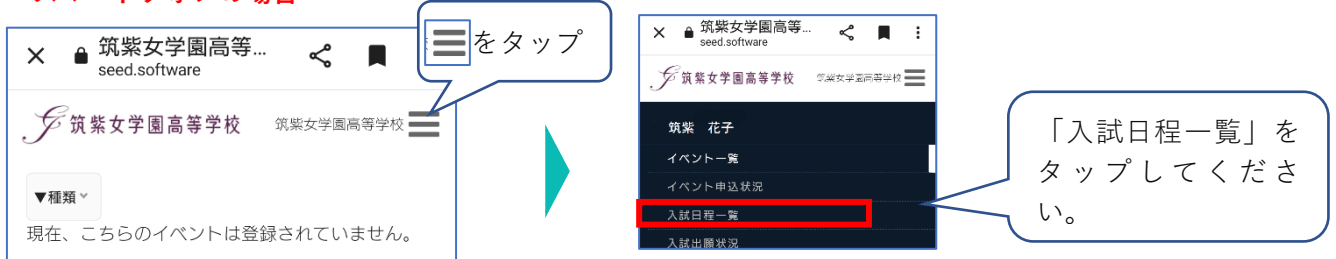 をタップ
筑紫女学園高等...
seed.software
筑紫女学園高等学校
筑紫女学園高等学校
▼種類
現在、こちらのイベントは登録されていません。
筑紫女学園高等...
seed.software
筑紫女学園高等学校
筑紫女学園高等学校
筑紫 花子
イベント一覧
イベント申込状況
入試日程一覧
入試出願状況
「入試日程一覧」を
タップしてくださ
い。